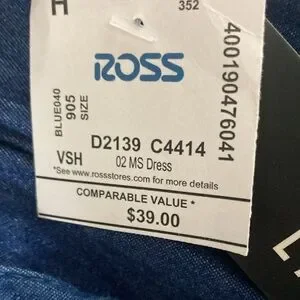 H
352
ROSS
400190476041
BLUE040
905
SIZE
D2139 C4414
VSH
02 MS Dress
*See www.rossstores.com for more details
COMPARABLE VALUE *
$39.00